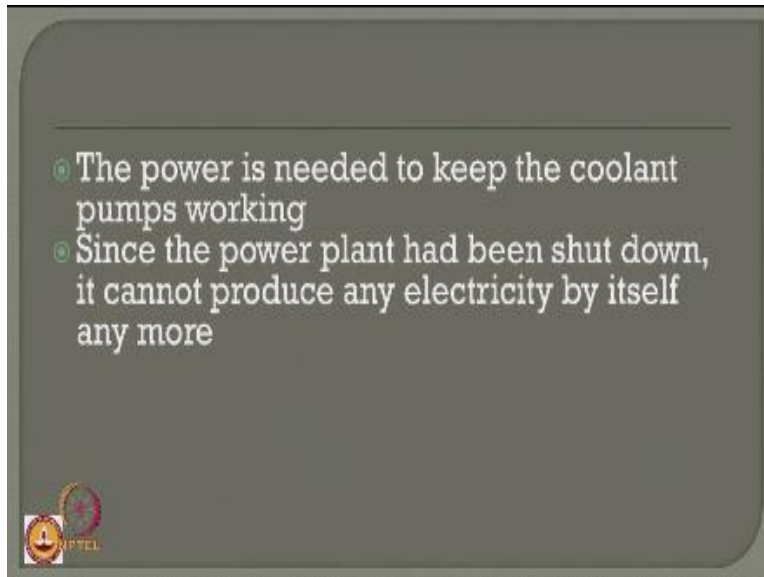 The power is needed to keep the coolant
pumps working
Since the power plant had been shut down,
it cannot produce any electricity by itself
any more
NPTEL